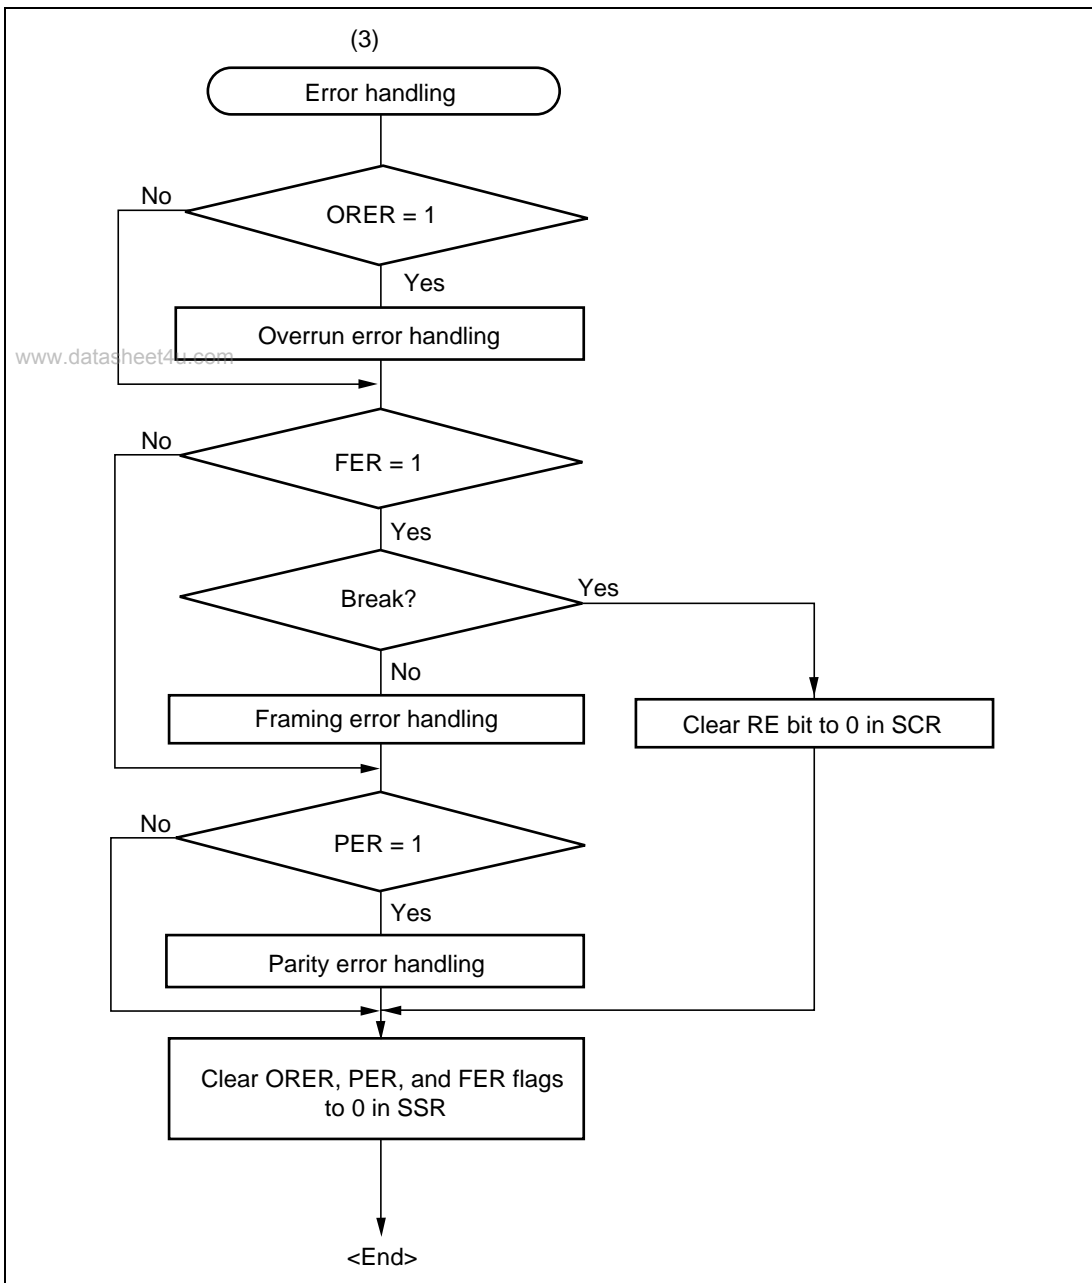 (3)
Error handling
No
ORER = 1
Yes
Overrun error handling
www.datasheet4u.com
No
FER = 1
Yes
Break?
Yes
No
Framing error handling
Clear RE bit to 0 in SCR
No
PER = 1
Yes
Parity error handling
Clear ORER, PER, and FER flags
to 0 in SSR
<End>